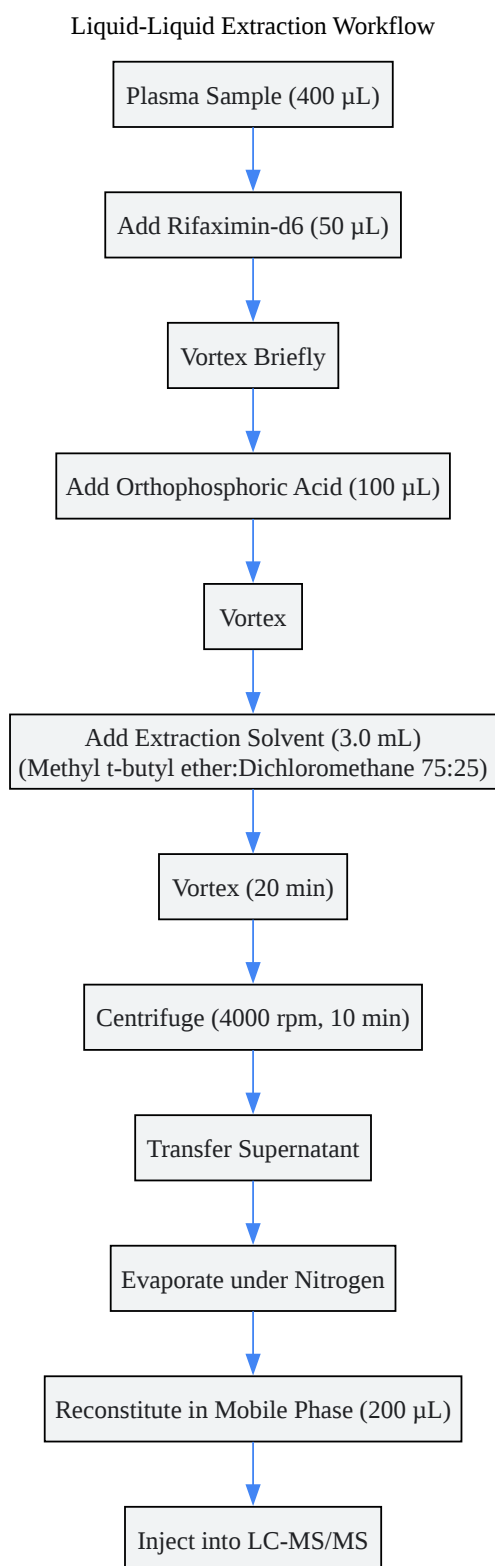 Liquid-Liquid Extraction Workflow
Plasma Sample (400 µL)
Add Rifaximin-d6 (50 µL)
Vortex Briefly
Add Orthophosphoric Acid (100 µL)
Vortex
Add Extraction Solvent (3.0 mL)
(Methyl t-butyl ether:Dichloromethane 75:25)
Vortex (20 min)
Centrifuge (4000 rpm, 10 min)
Transfer Supernatant
Evaporate under Nitrogen
Reconstitute in Mobile Phase (200 µL)
Inject into LC-MS/MS